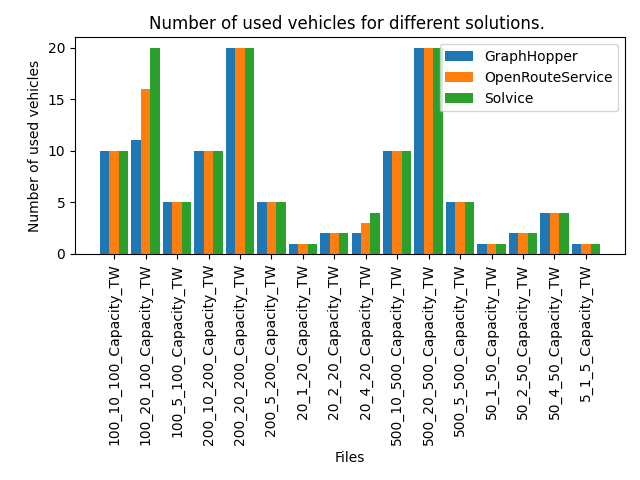 Number of used vehicles for different solutions.
GraphHopper
OpenRouteService
Solvice
Number of used vehicles
20
15
10
5
0
100_10_100_Capacity_TW
100_20_100_Capacity_TW
100_5_100_Capacity_TW
200_10_200_Capacity_TW
200_20_200_Capacity_TW
200_5_200_Capacity_TW
20_1_20_Capacity_TW
20_2_20_Capacity_TW
20_4_20_Capacity_TW
500_10_500_Capacity_TW
500_20_500_Capacity_TW
500_5_500_Capacity_TW
50_1_50_Capacity_TW
50_2_50_Capacity_TW
50_4_50_Capacity_TW
5_1_5_Capacity_TW
Files